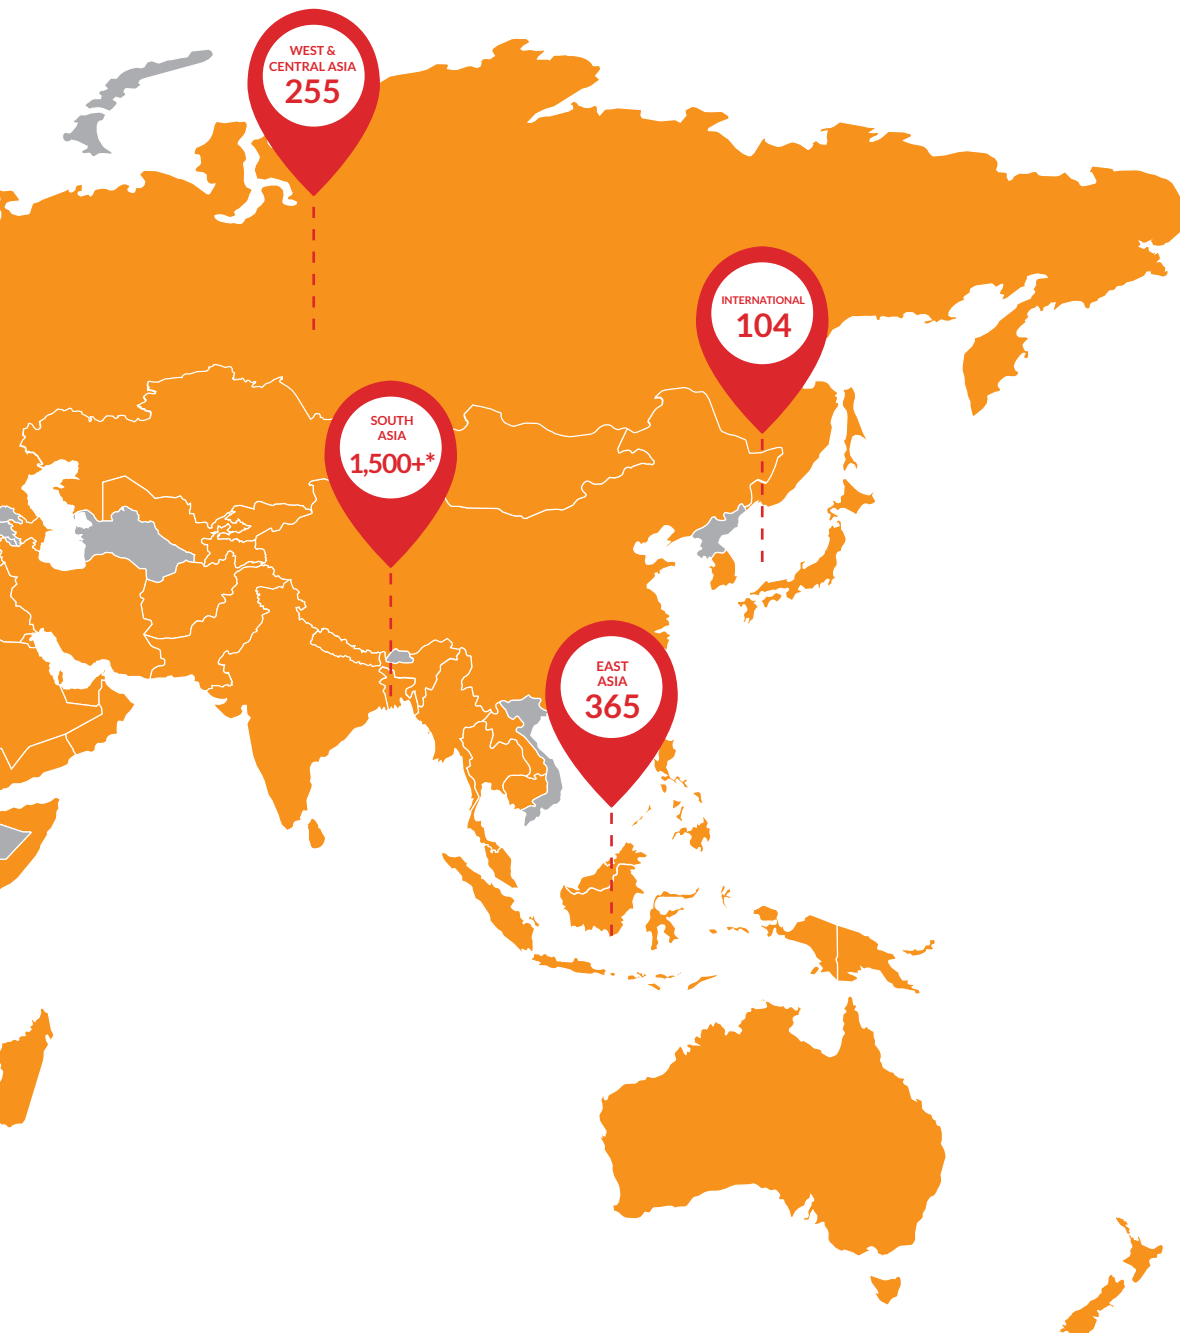 WEST &
CENTRAL ASIA
255
INTERNATIONAL
104
SOUTH
ASIA
1,500+*
EAST
ASIA
365